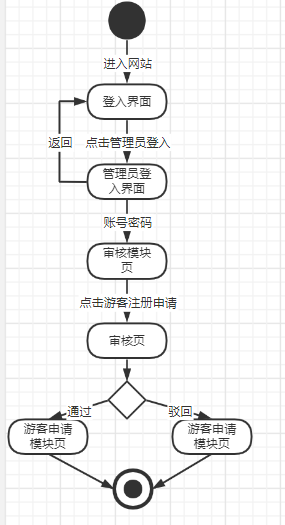 进入网站
登入界面
返回
点击管理员登入
管理员登
入界面
账号密码
审核模块
页
点击游客注册申请
审核页
通过
驳回
游客申请
模块页
游客申请
模块页